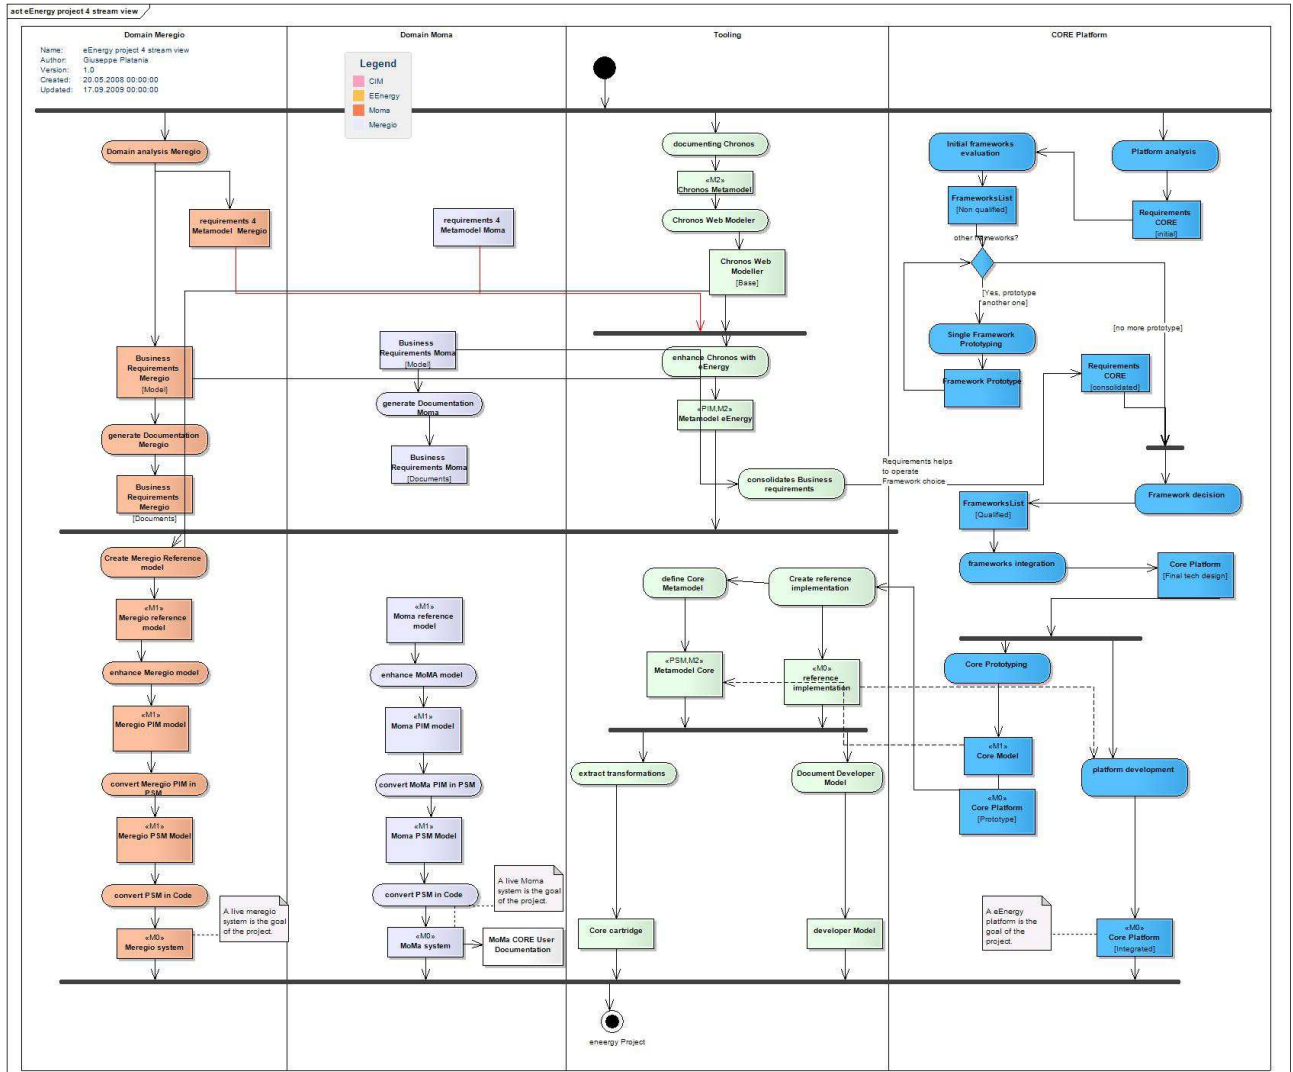 act eEnergy project 4 stream view
Domain Meregio
Domain Moma
Tooling
CORE Platform
Name: eEnergy project 4 stream view
Author: Giuseppe Platania
Version: 1.0
Created: 20.05.2008 00:00:00
Updated: 17.09.2009 00:00:00
Legend
CIM
EEnergy
Moma
Meregio
Domain analysis Meregio
requirements 4
Metamodel Meregio
Business
Requirements
Meregio
[Model]
generate Documentation
Meregio
Business
Requirements
Meregio
[Documents]
Create Meregio Reference
model
«M1»
Meregio reference
model
enhance Meregio model
«M1»
Meregio PIM model
convert Meregio PIM in
PSM
«M1»
Meregio PSM Model
convert PSM in Code
A live meregio
system is the goal
of the project.
«M0»
Meregio system
requirements 4
Metamodel Moma
Business
Requirements Moma
[Model]
generate Documentation
Moma
Business
Requirements Moma
[Documents]
Moma reference
model
«M1»
enhance MoMA model
«M1»
Moma PIM model
convert MoMa PIM in PSM
«M1»
Moma PSM Model
convert PSM in Code
A live Moma
system is the goal
of the project.
«M0»
MoMa system
MoMa CORE User
Documentation
documenting Chronos
«M2»
Chronos Metamodel
Chronos Web Modeler
Chronos Web
Modeller
[Base]
enhance Chronos with
eEnergy
«PIM,M2»
Metamodel eEnergy
consolidates Business
requirements
Requirements helps
to operate
Framework choice
define Core
Metamodel
Create reference
implementation
«PSM,M2»
Metamodel Core
«M0»
reference
implementation
extract transformations
Document Developer
Model
Core cartridge
developer Model
eneergy Project
Initial frameworks
evaluation
Platform analysis
FrameworksList
[Non qualified]
Requirements
CORE
[initial]
other frameworks?
[Yes, prototype
another one]
[no more prototype]
Single Framework
Prototyping
Framework Prototype
Requirements
CORE
[consolidated]
Framework decision
FrameworksList
[Qualified]
frameworks integration
Core Platform
[Final tech design]
Core Prototyping
«M1»
Core Model
«M0»
Core Platform
[Prototype]
platform development
A eEnergy
platform is the
goal of the
project.
«M0»
Core Platform
[Integrated]